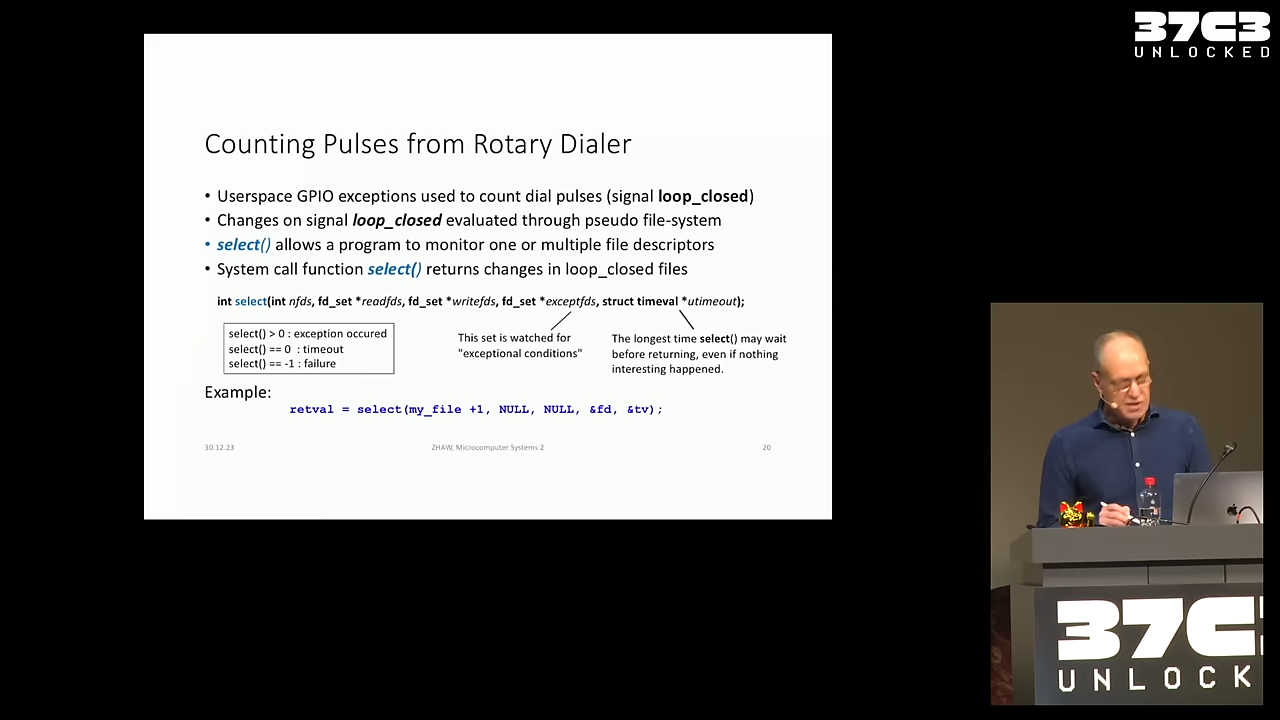 37C3
UNLOCKED
Counting Pulses from Rotary Dialer
• Userspace GPIO exceptions used to count dial pulses (signal loop_closed)
• Changes on signal loop_closed evaluated through pseudo file-system
• select() allows a program to monitor one or multiple file descriptors
• System call function select() returns changes in loop_closed files
int select(int nfds, fd_set *readfds, fd_set *writefds, fd_set *exceptfds, struct timeval *utimeout);
select() > 0 : exception occured
select() == 0 : timeout
select() == -1 : failure
This set is watched for
"exceptional conditions"
The longest time select() may wait
before returning, even if nothing
interesting happened.
Example:
retval = select(my_file +1, NULL, NULL, &fd, &tv);
30.12.23
ZHAW, Microcomputer Systems 2
20
37C3
UNLOCK